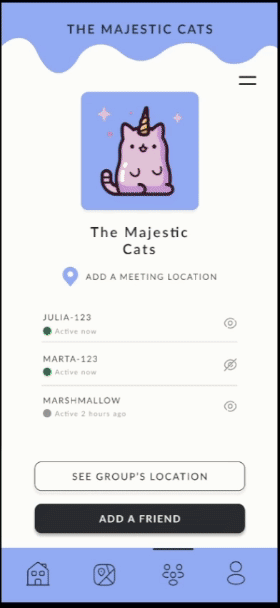 THE MAJESTIC CATS
The Majestic
Cats
ADD A MEETING LOCATION
JULIA-123
Active now
MARTA-123
Active now
MARSHMALLOW
Active 2 hours ago
SEE GROUP'S LOCATION
ADD A FRIEND